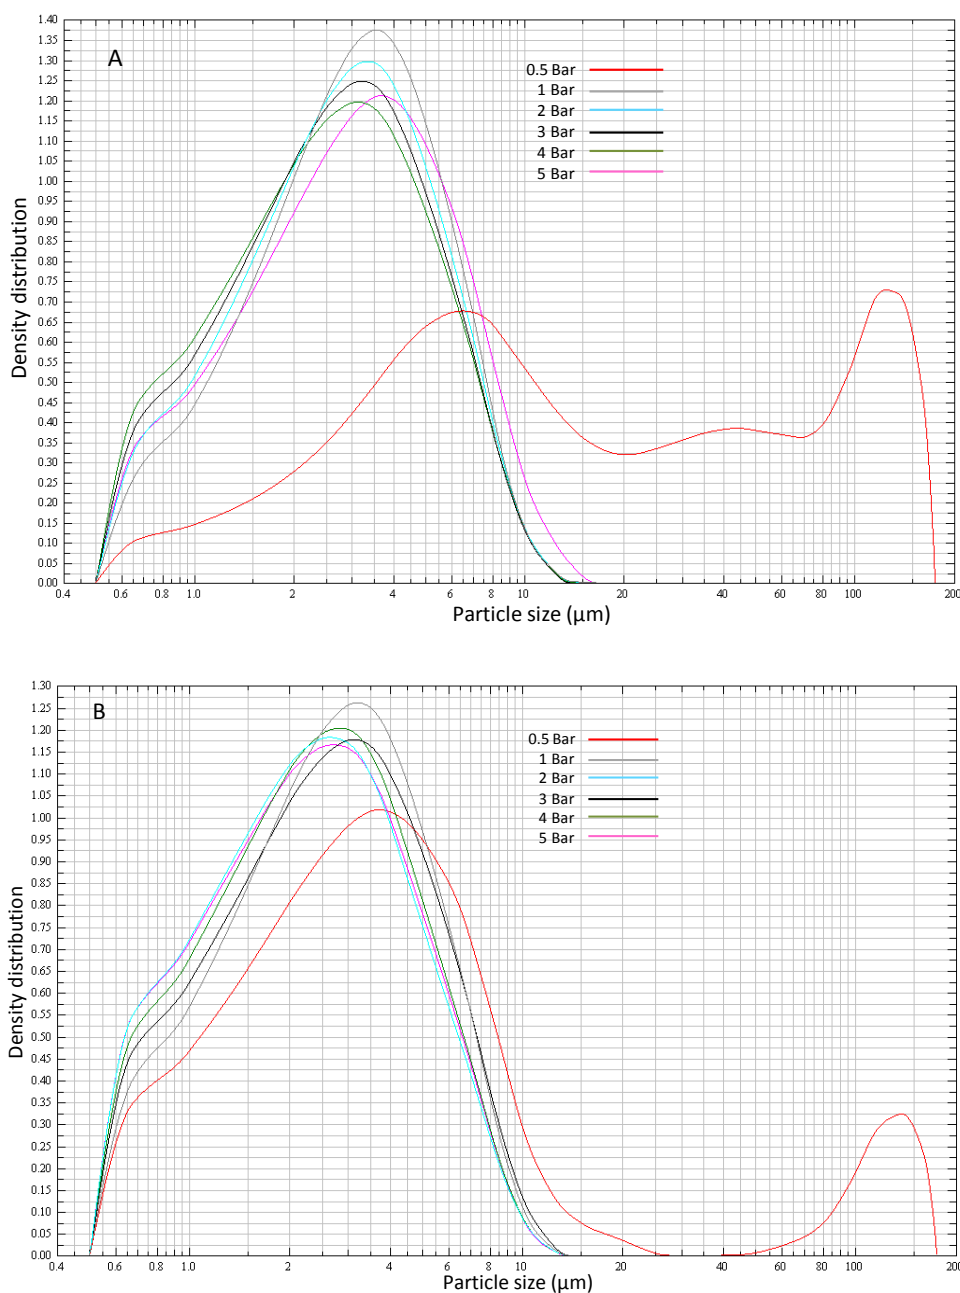 1.40
1.35
1.30
1.25
1.20
1.15
1.10
1.05
1.00
0.95
0.90
0.85
0.80
0.75
0.70
0.65
0.60
0.55
0.50
0.45
0.40
0.35
0.30
0.25
0.20
0.15
0.10
0.05
0.00
Density distribution
A
0.5 Bar
1 Bar
2 Bar
3 Bar
4 Bar
5 Bar
0.4 0.6 0.8 1.0 2 4 6 8 10 20 40 60 80 100 200
Particle size (µm)
1.30
1.25
1.20
1.15
1.10
1.05
1.00
0.95
0.90
0.85
0.80
0.75
0.70
0.65
0.60
0.55
0.50
0.45
0.40
0.35
0.30
0.25
0.20
0.15
0.10
0.05
0.00
Density distribution
B
0.5 Bar
1 Bar
2 Bar
3 Bar
4 Bar
5 Bar
0.4 0.6 0.8 1.0 2 4 6 8 10 20 40 60 80 100 200
Particle size (µm)